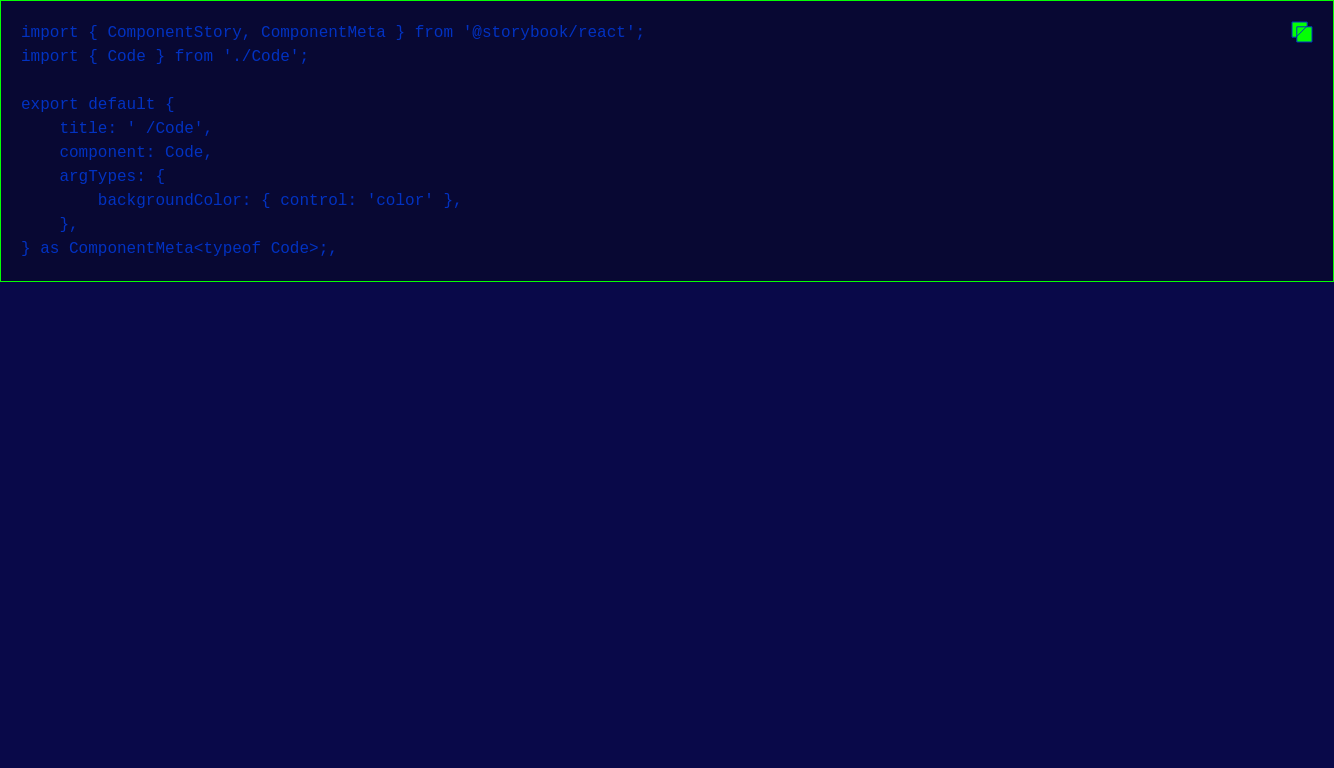 import { ComponentStory, ComponentMeta } from '@storybook/react';
import { Code } from './Code';

export default {
    title: ' /Code',
    component: Code,
    argTypes: {
        backgroundColor: { control: 'color' },
    },
} as ComponentMeta<typeof Code>;,